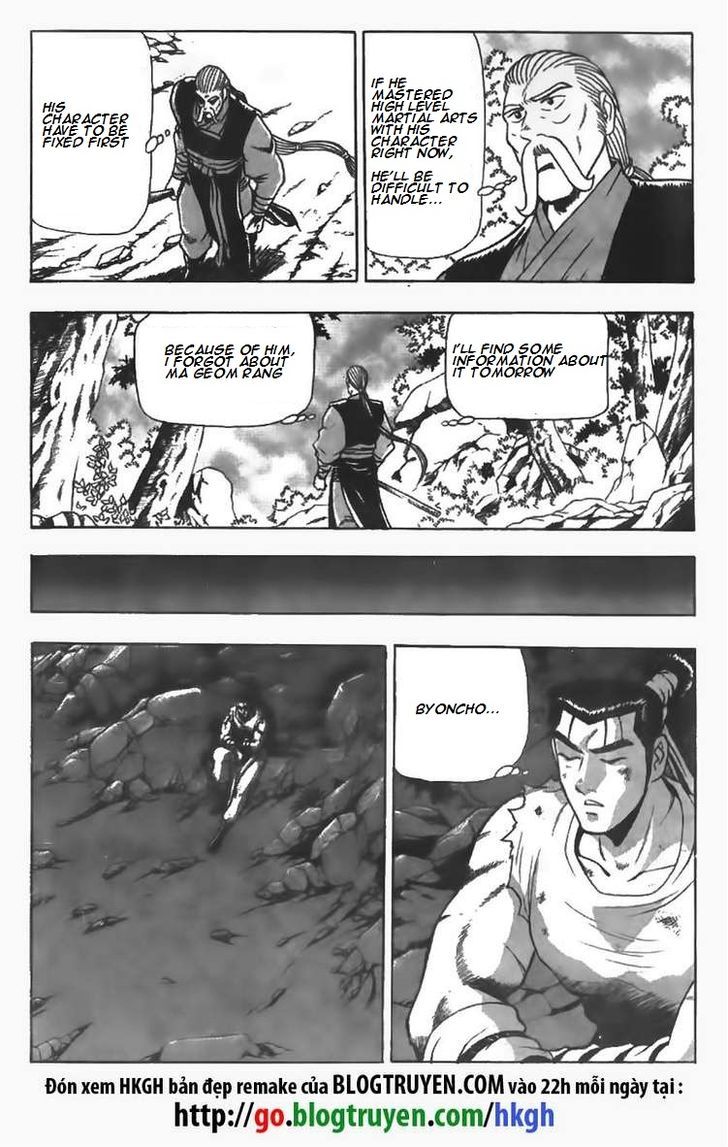 HIS
CHARACTER
HAVE TO BE
FIXED FIRST
IF HE
MASTERED
HIGH LEVEL
MARTIAL ARTS
WITH HIS
CHARACTER
RIGHT NOW,
HE'LL BE
DIFFICULT TO
HANDLE...
BECAUSE OF HIM,
I FORGOT ABOUT
MA GEOM RANG
I'LL FIND SOME
INFORMATION ABOUT
IT TOMORROW
BYONCHO...
Đón xem HKGH bản đẹp remake của BLOGTRUYEN.COM vào 22h mỗi ngày tại :
http://go.blogtruyen.com/hkgh